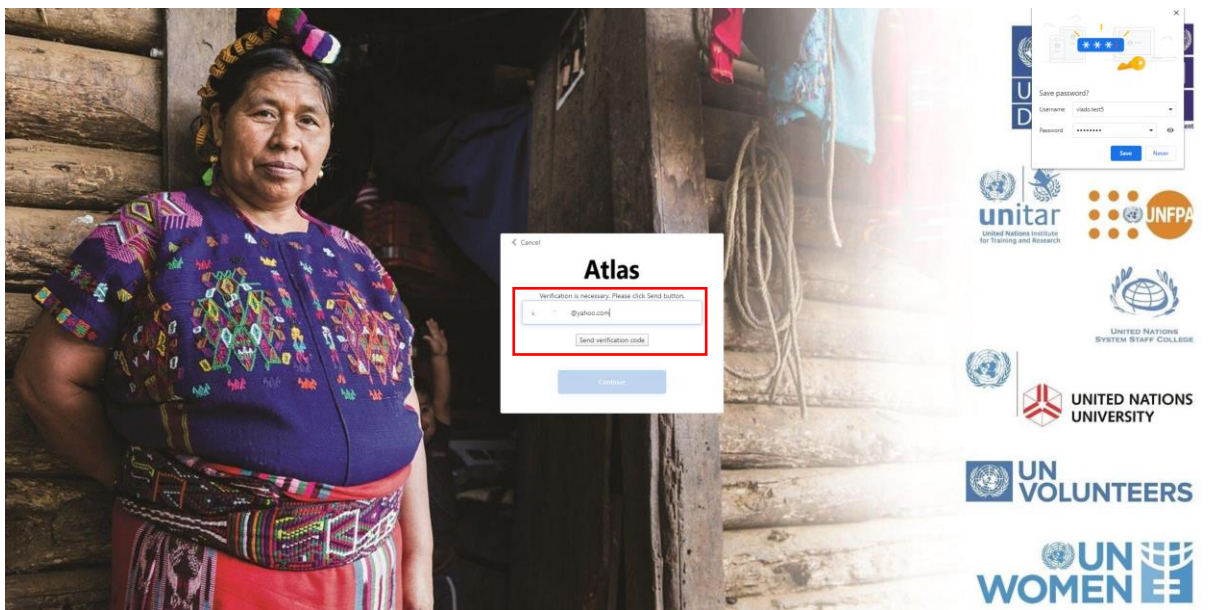 Cancel
Atlas
Verification is necessary. Please click Send button.
@yahoo.com
Send verification code
Continue
***
Save password?
Username vlado.test5
Password ••••••••
Save Never
U
D
unitar
United Nations Institute
for Training and Research
UNFPA
UNITED NATIONS
SYSTEM STAFF COLLEGE
UNITED NATIONS
UNIVERSITY
UN
VOLUNTEERS
UN
WOMEN